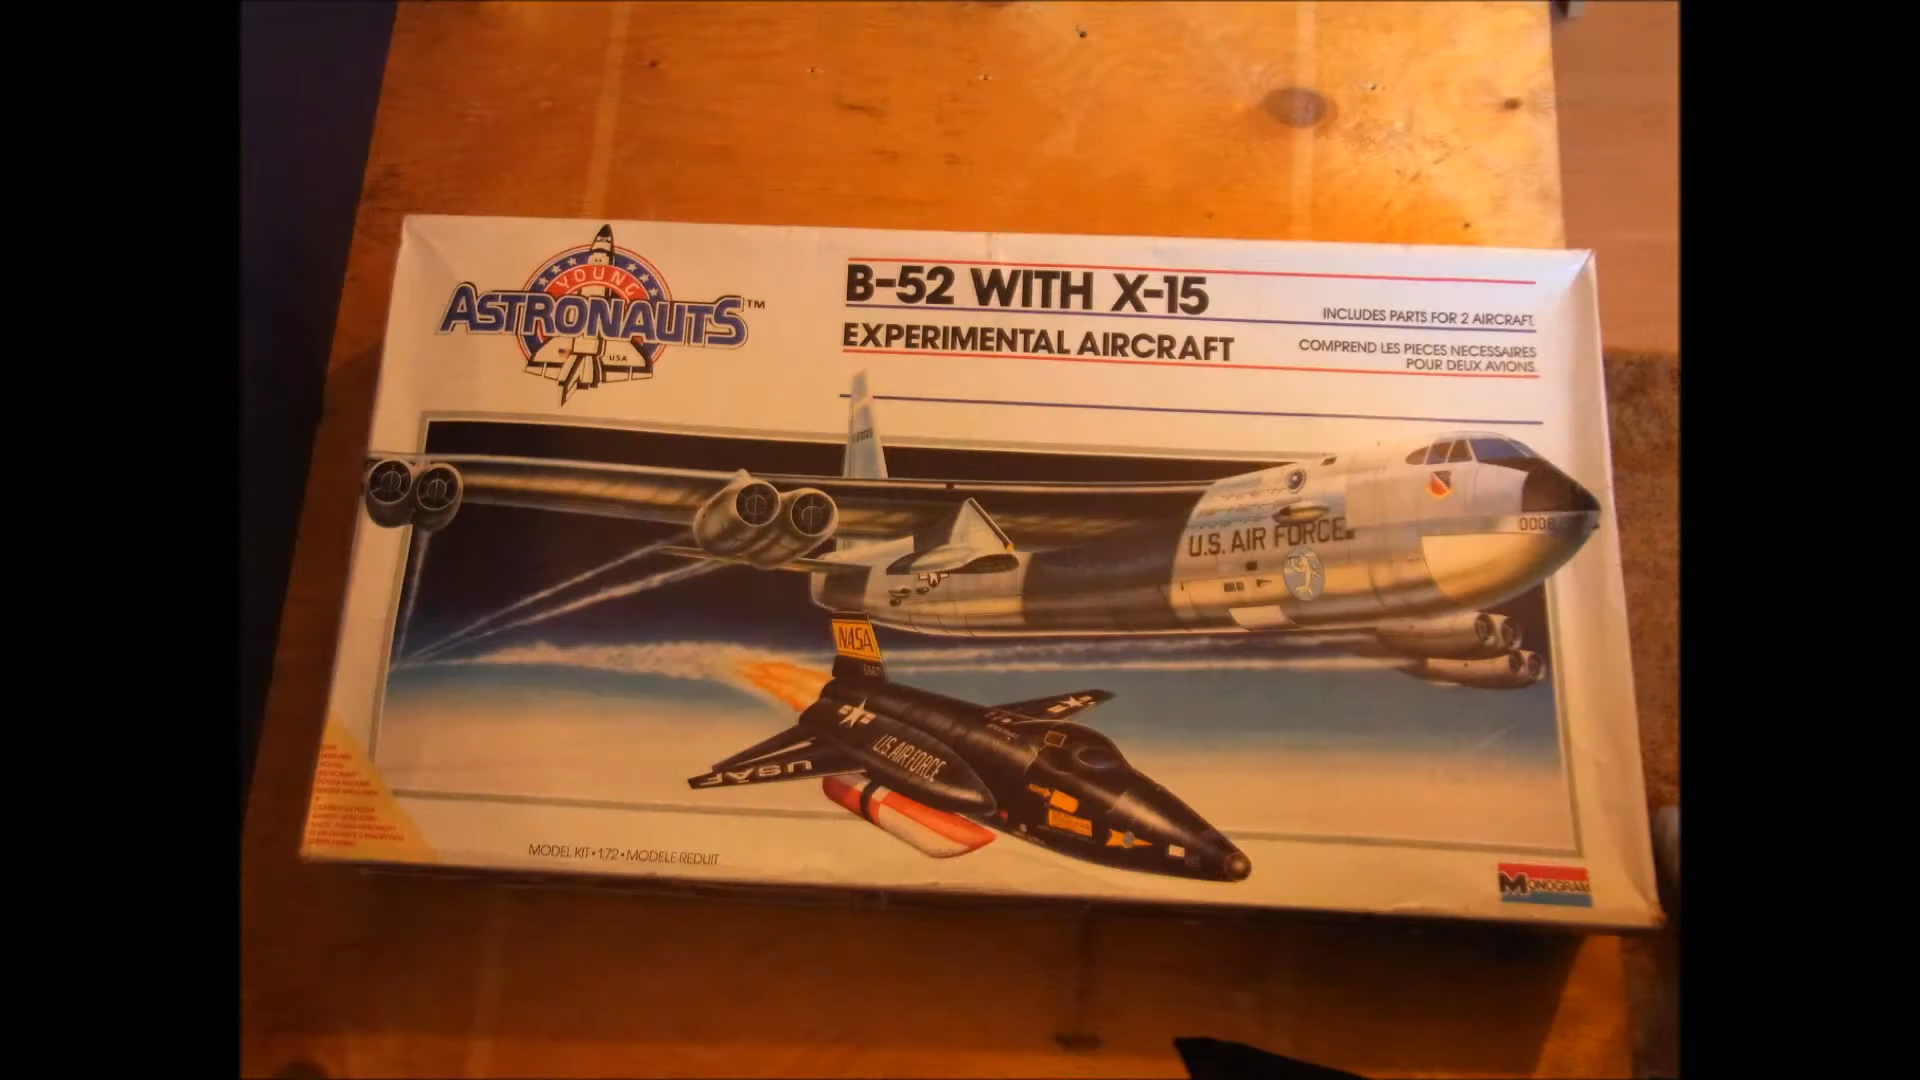 YOUNG
ASTRONAUTS™
USA
B-52 WITH X-15
EXPERIMENTAL AIRCRAFT
INCLUDES PARTS FOR 2 AIRCRAFT.
COMPREND LES PIECES NECESSAIRES
POUR DEUX AVIONS.
U.S. AIR FORCE
0008
NASA
U.S. AIR FORCE
USAF
MODEL KIT • 1:72 • MODELE REDUIT
MONOGRAM